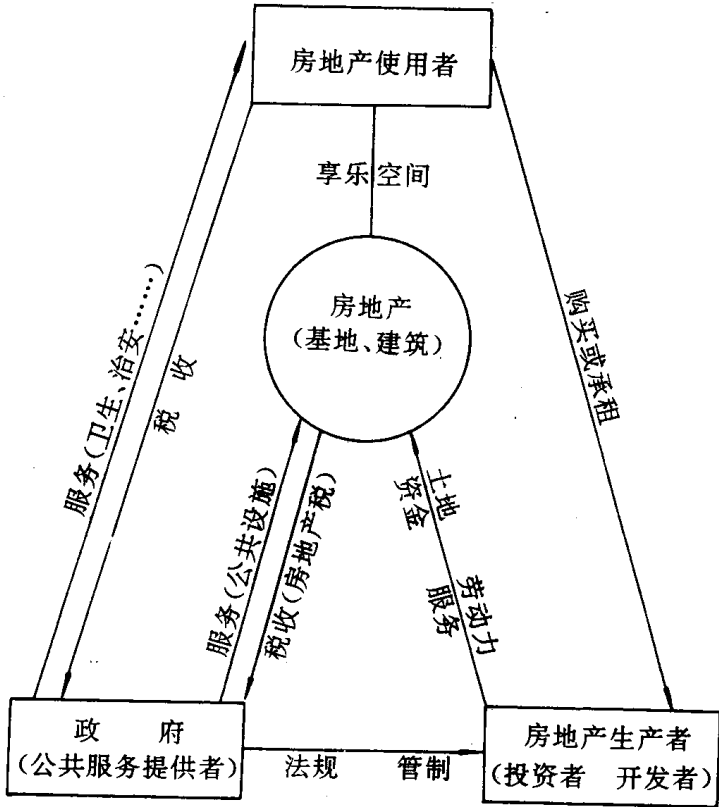 房地产使用者
享乐空间
房地产
(基地、建筑)
服务(卫生、治安……)
税 收
购买或承租
服务(公共设施)
税收(房地产税)
土地
资金
劳动力
服务
政 府
(公共服务提供者)
法规 管制
房地产生产者
(投资者 开发者)